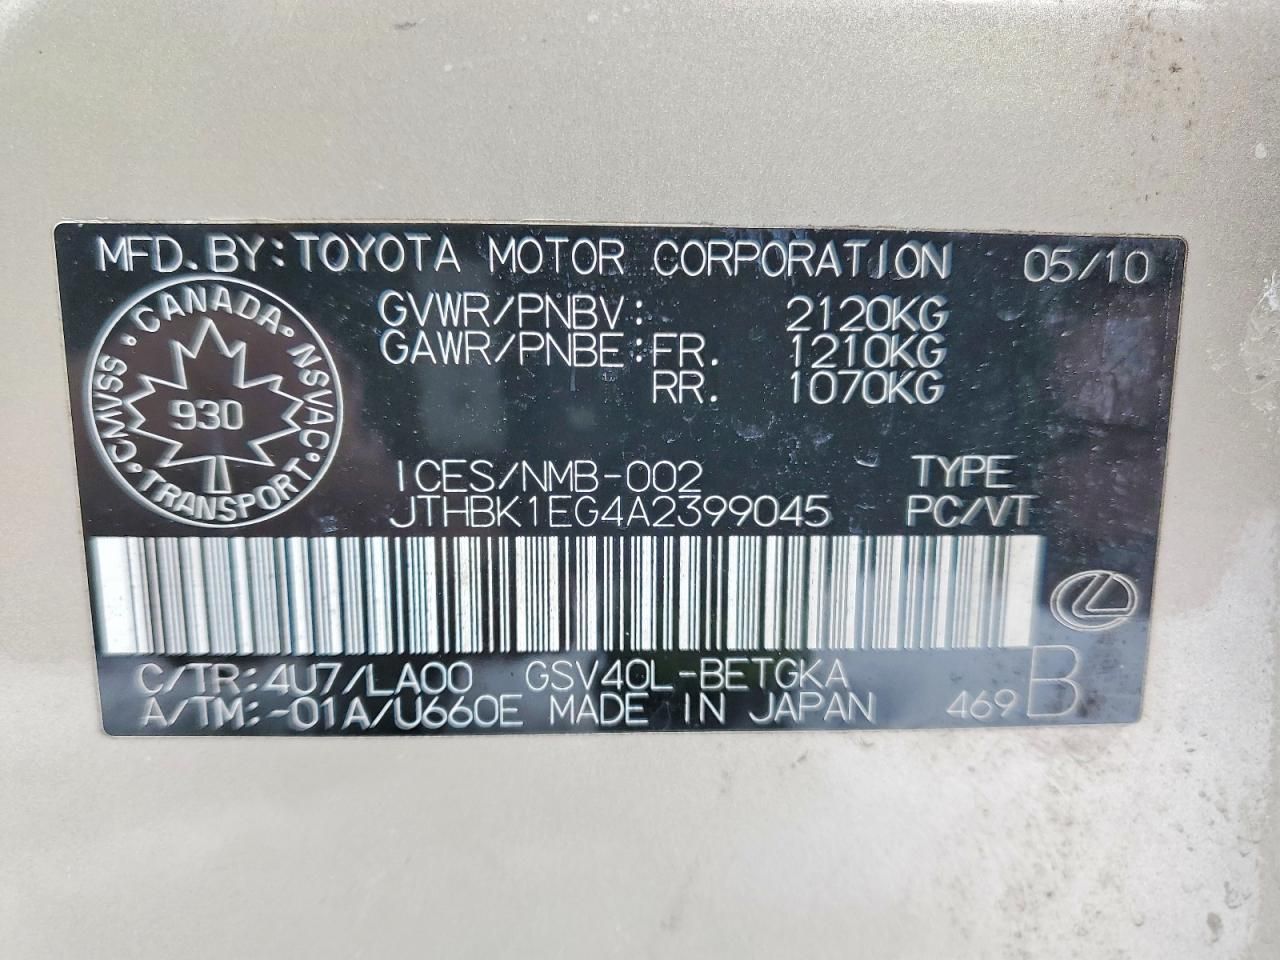 MFD. BY: TOYOTA MOTOR CORPORATION 05/10
GVWR/PNBV: 2120KG
GAWR/PNBE: FR. 1210KG
RR. 1070KG
CANADA
CMVSS NSVAC
930
TRANSPORT
ICES/NMB-002 TYPE
JTHBK1EG4A2399045 PC/VT
C/TR: 4U7/LA00 GSV40L-BETGKA
A/TM: -01A/U660E MADE IN JAPAN 469 B